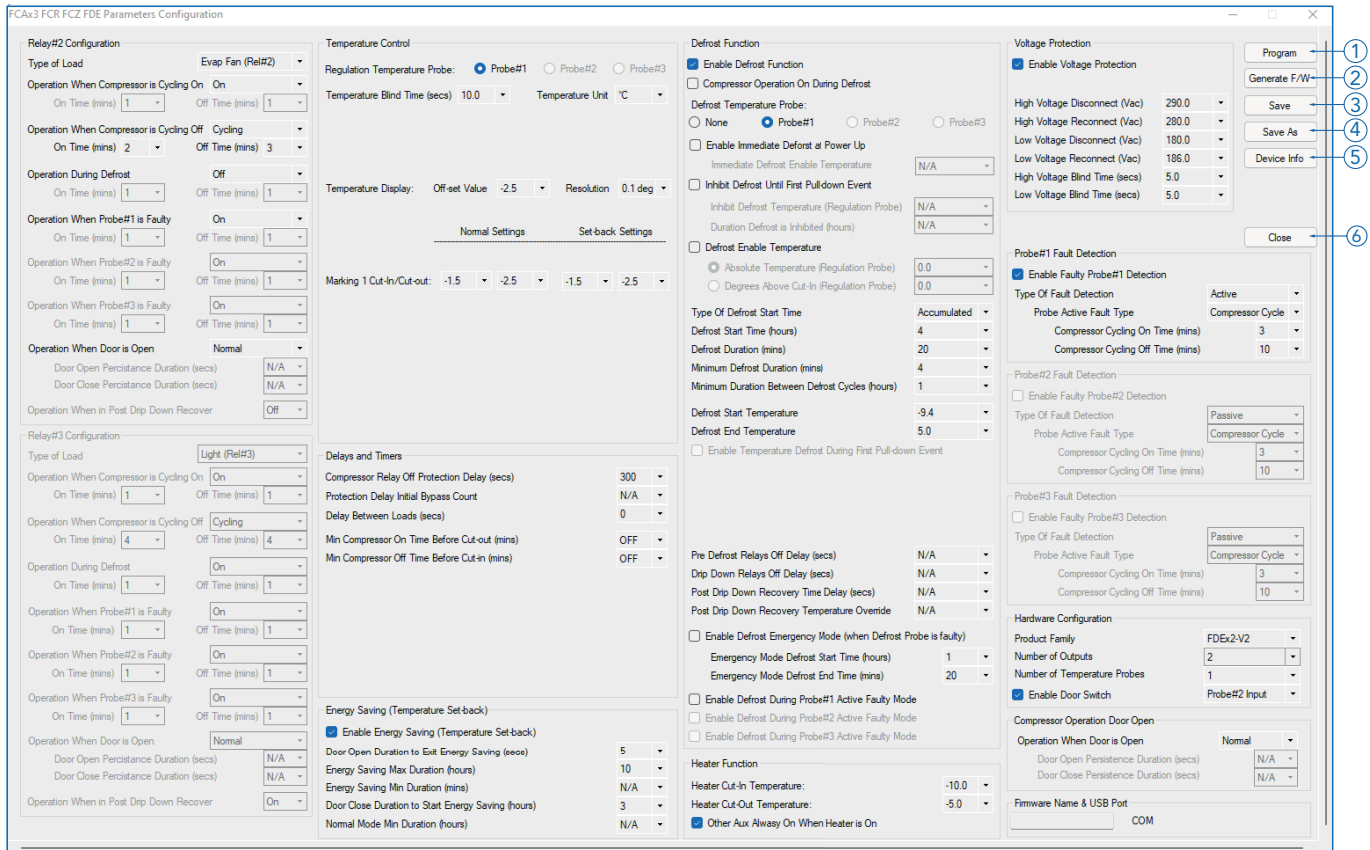 FCAx3 FCR FCZ FDE Parameters Configuration
Relay#2 Configuration
Type of Load Evap Fan (Rel#2)
Operation When Compressor is Cycling On On
On Time (mins) 1 Off Time (mins) 1
Operation When Compressor is Cycling Off Cycling
On Time (mins) 2 Off Time (mins) 3
Operation During Defrost Off
On Time (mins) 1 Off Time (mins) 1
Operation When Probe#1 is Faulty On
On Time (mins) 1 Off Time (mins) 1
Operation When Probe#2 is Faulty On
On Time (mins) 1 Off Time (mins) 1
Operation When Probe#3 is Faulty On
On Time (mins) 1 Off Time (mins) 1
Operation When Door is Open Normal
Door Open Percistance Duration (secs) N/A
Door Close Percistance Duration (secs) N/A
Operation When in Post Drip Down Recover Off
Relay#3 Configuration
Type of Load Light (Rel#3)
Operation When Compressor is Cycling On On
On Time (mins) 1 Off Time (mins) 1
Operation When Compressor is Cycling Off Cycling
On Time (mins) 4 Off Time (mins) 4
Operation During Defrost On
On Time (mins) 1 Off Time (mins) 1
Operation When Probe#1 is Faulty On
On Time (mins) 1 Off Time (mins) 1
Operation When Probe#2 is Faulty On
On Time (mins) 1 Off Time (mins) 1
Operation When Probe#3 is Faulty On
On Time (mins) 1 Off Time (mins) 1
Operation When Door is Open Normal
Door Open Percistance Duration (secs) N/A
Door Close Percistance Duration (secs) N/A
Operation When in Post Drip Down Recover On
Temperature Control
Regulation Temperature Probe: Probe#1 Probe#2 Probe#3
Temperature Blind Time (secs) 10.0 Temperature Unit °C
Temperature Display: Off-set Value -2.5 Resolution 0.1 deg
Normal Settings Set-back Settings
Marking 1 Cut-In/Cut-out: -1.5 -2.5 -1.5 -2.5
Delays and Timers
Compressor Relay Off Protection Delay (secs) 300
Protection Delay Initial Bypass Count N/A
Delay Between Loads (secs) 0
Min Compressor On Time Before Cut-out (mins) OFF
Min Compressor Off Time Before Cut-in (mins) OFF
Energy Saving (Temperature Set-back)
Enable Energy Saving (Temperature Set-back)
Door Open Duration to Exit Energy Saving (secs) 5
Energy Saving Max Duration (hours) 10
Energy Saving Min Duration (mins) N/A
Door Close Duration to Start Energy Saving (hours) 3
Normal Mode Min Duration (hours) N/A
Defrost Function
Enable Defrost Function
Compressor Operation On During Defrost
Defrost Temperature Probe:
None Probe#1 Probe#2 Probe#3
Enable Immediate Deforst at Power Up
Immediate Defrost Enable Temperature N/A
Inhibit Defrost Until First Pull-down Event
Inhibit Defrost Temperature (Regulation Probe) N/A
Duration Defrost is Inhibited (hours) N/A
Defrost Enable Temperature
Absolute Temperature (Regulation Probe) 0.0
Degrees Above Cut-In (Regulation Probe) 0.0
Type Of Defrost Start Time Accumulated
Defrost Start Time (hours) 4
Defrost Duration (mins) 20
Minimum Defrost Duration (mins) 4
Minimum Duration Between Defrost Cycles (hours) 1
Defrost Start Temperature -9.4
Defrost End Temperature 5.0
Enable Temperature Defrost During First Pull-down Event
Pre Defrost Relays Off Delay (secs) N/A
Drip Down Relays Off Delay (secs) N/A
Post Drip Down Recovery Time Delay (secs) N/A
Post Drip Down Recovery Temperature Override N/A
Enable Defrost Emergency Mode (when Defrost Probe is faulty)
Emergency Mode Defrost Start Time (hours) 1
Emergency Mode Defrost End Time (mins) 20
Enable Defrost During Probe#1 Active Faulty Mode
Enable Defrost During Probe#2 Active Faulty Mode
Enable Defrost During Probe#3 Active Faulty Mode
Heater Function
Heater Cut-In Temperature: -10.0
Heater Cut-Out Temperature: -5.0
Other Aux Alwasy On When Heater is On
Voltage Protection
Enable Voltage Protection
High Voltage Disconnect (Vac) 290.0
High Voltage Reconnect (Vac) 280.0
Low Voltage Disconnect (Vac) 180.0
Low Voltage Reconnect (Vac) 186.0
High Voltage Blind Time (secs) 5.0
Low Voltage Blind Time (secs) 5.0
Probe#1 Fault Detection
Enable Faulty Probe#1 Detection
Type Of Fault Detection Active
Probe Active Fault Type Compressor Cycle
Compressor Cycling On Time (mins) 3
Compressor Cycling Off Time (mins) 10
Probe#2 Fault Detection
Enable Faulty Probe#2 Detection
Type Of Fault Detection Passive
Probe Active Fault Type Compressor Cycle
Compressor Cycling On Time (mins) 3
Compressor Cycling Off Time (mins) 10
Probe#3 Fault Detection
Enable Faulty Probe#3 Detection
Type Of Fault Detection Passive
Probe Active Fault Type Compressor Cycle
Compressor Cycling On Time (mins) 3
Compressor Cycling Off Time (mins) 10
Hardware Configuration
Product Family FDEx2-V2
Number of Outputs 2
Number of Temperature Probes 1
Enable Door Switch Probe#2 Input
Compressor Operation Door Open
Operation When Door is Open Normal
Door Open Persistence Duration (secs) N/A
Door Close Persistence Duration (secs) N/A
Firmware Name & USB Port
COM
Program 1
Generate F/W 2
Save 3
Save As 4
Device Info 5
Close 6